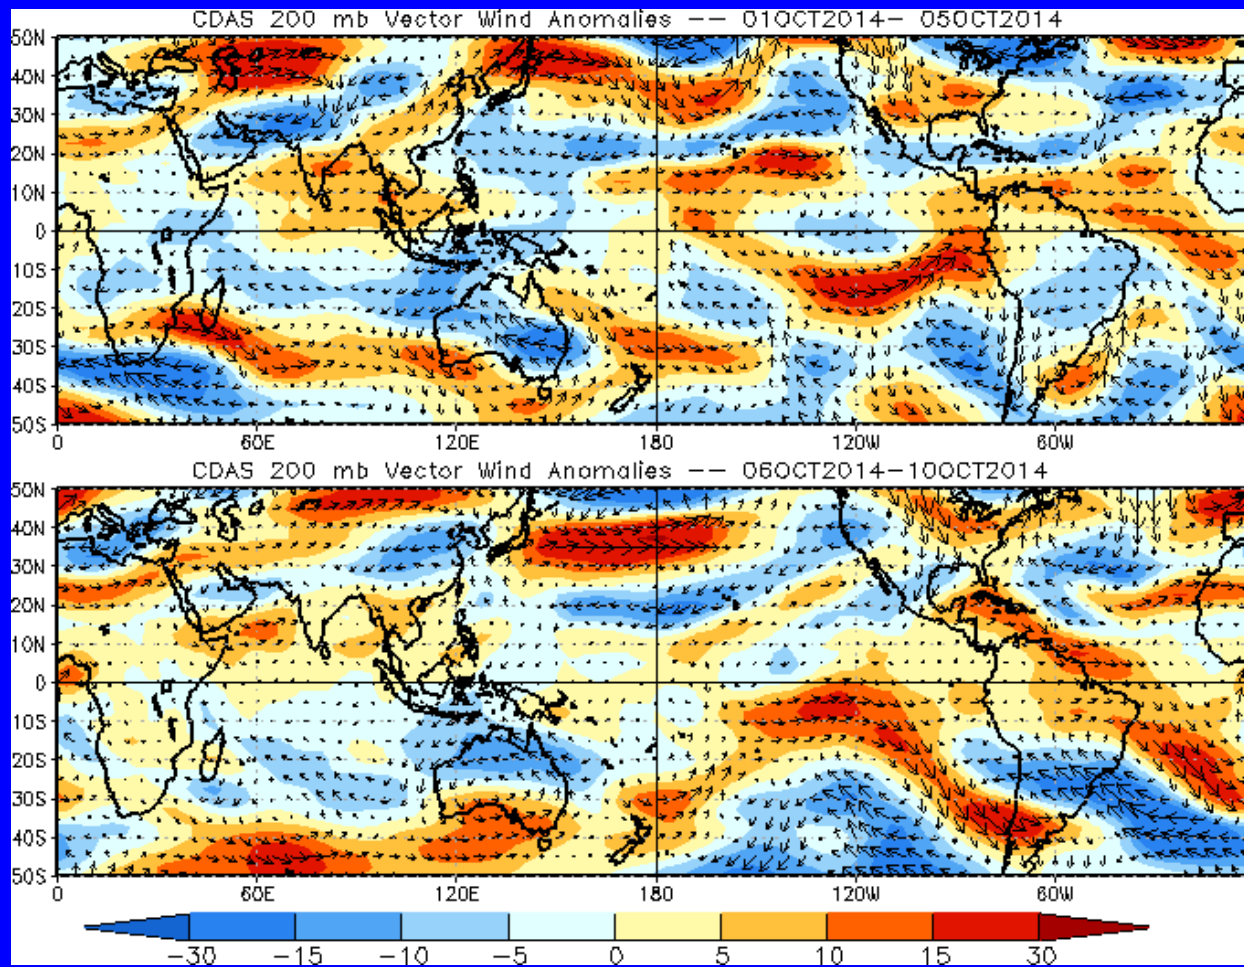 CDAS 200 mb Vector Wind Anomalies -- 01OCT2014- 05OCT2014
50N
40N
30N
20N
10N
0
10S
20S
30S
40S
50S
0 60E 120E 180 120W 60W
CDAS 200 mb Vector Wind Anomalies -- 06OCT2014-10OCT2014
50N
40N
30N
20N
10N
0
10S
20S
30S
40S
50S
0 60E 120E 180 120W 60W
-30 -15 -10 -5 0 5 10 15 30